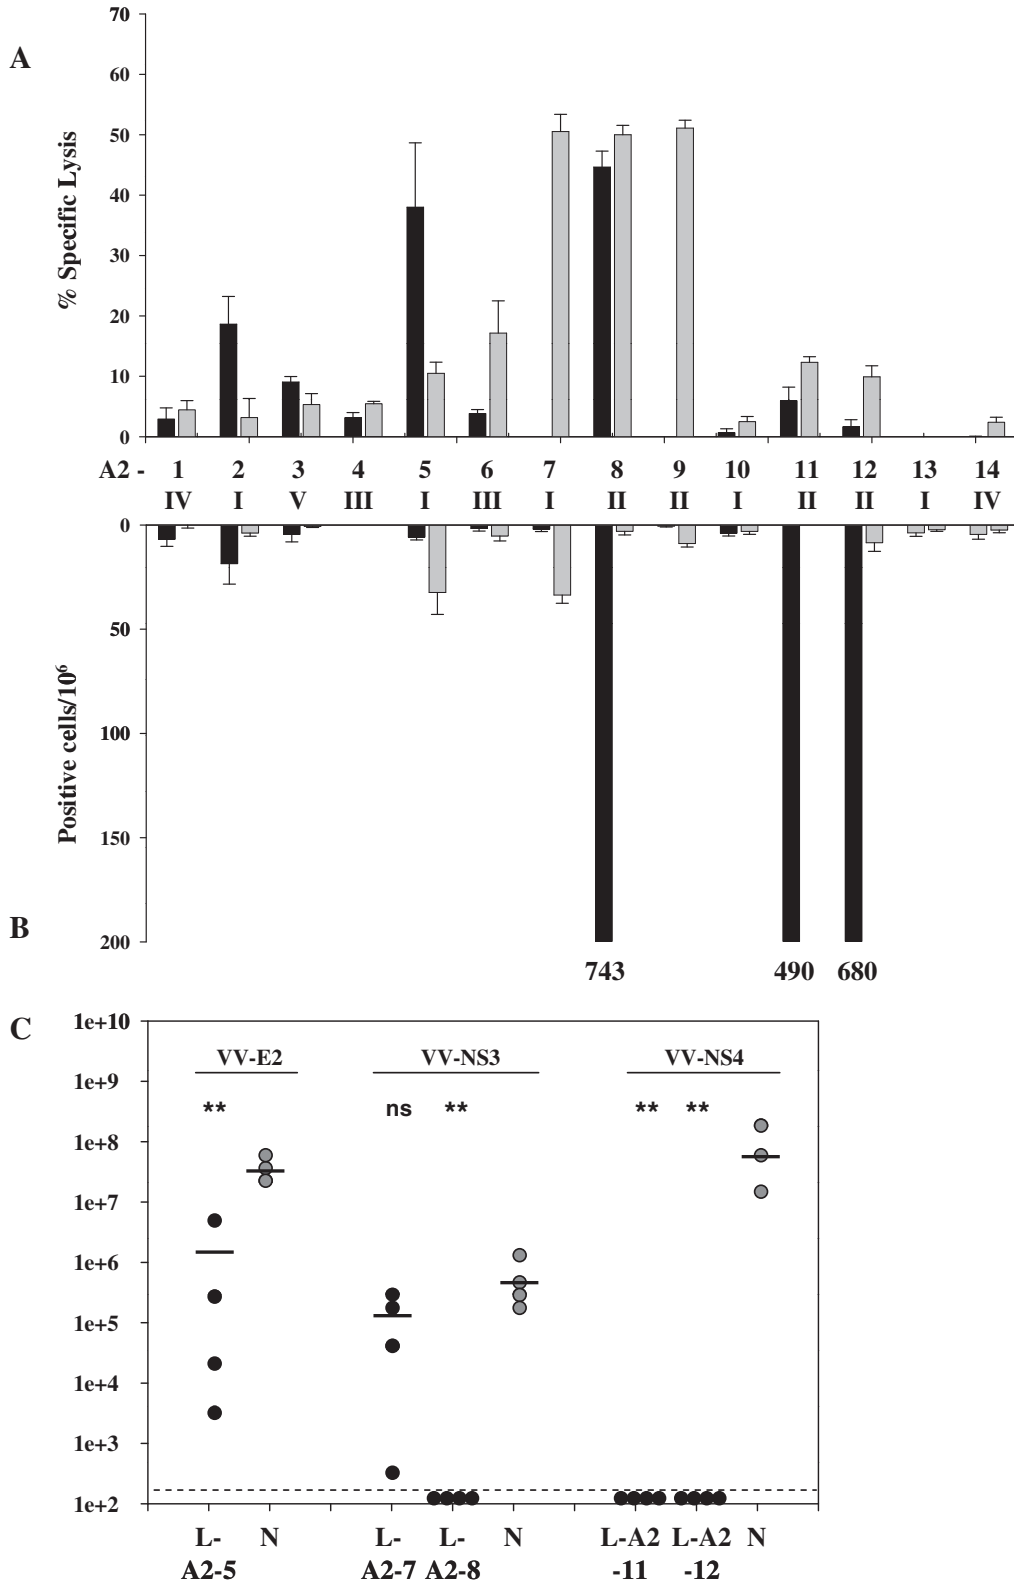 A
70
60
50
40
30
20
10
0
% Specific Lysis
A2 - 1 2 3 4 5 6 7 8 9 10 11 12 13 14
IV I V III I III I II II I II II I IV
0
50
100
150
200
Positive cells/10⁶
B
743 490 680
C
1e+10
1e+9
1e+8
1e+7
1e+6
1e+5
1e+4
1e+3
1e+2
VV-E2 VV-NS3 VV-NS4
** ns ** ** **
L- N L- L- N L-A2 L-A2 N
A2-5 A2-7 A2-8 -11 -12